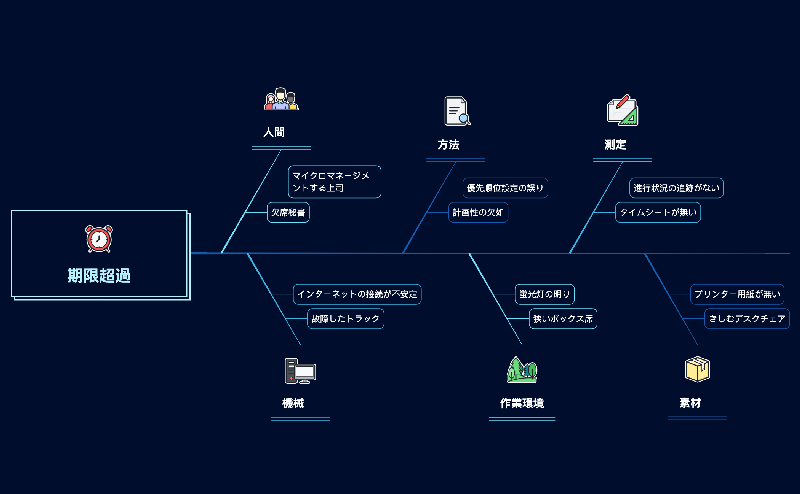 人間
方法
測定
マイクロマネージメ
ントする上司
欠席秘書
優先順位設定の誤り
計画性の欠如
進行状況の追跡がない
タイムシートが無い
期限超過
インターネットの接続が不安定
故障したトラック
蛍光灯の明り
狭いボックス席
プリンター用紙が無い
きしむデスクチェア
機械
作業環境
素材